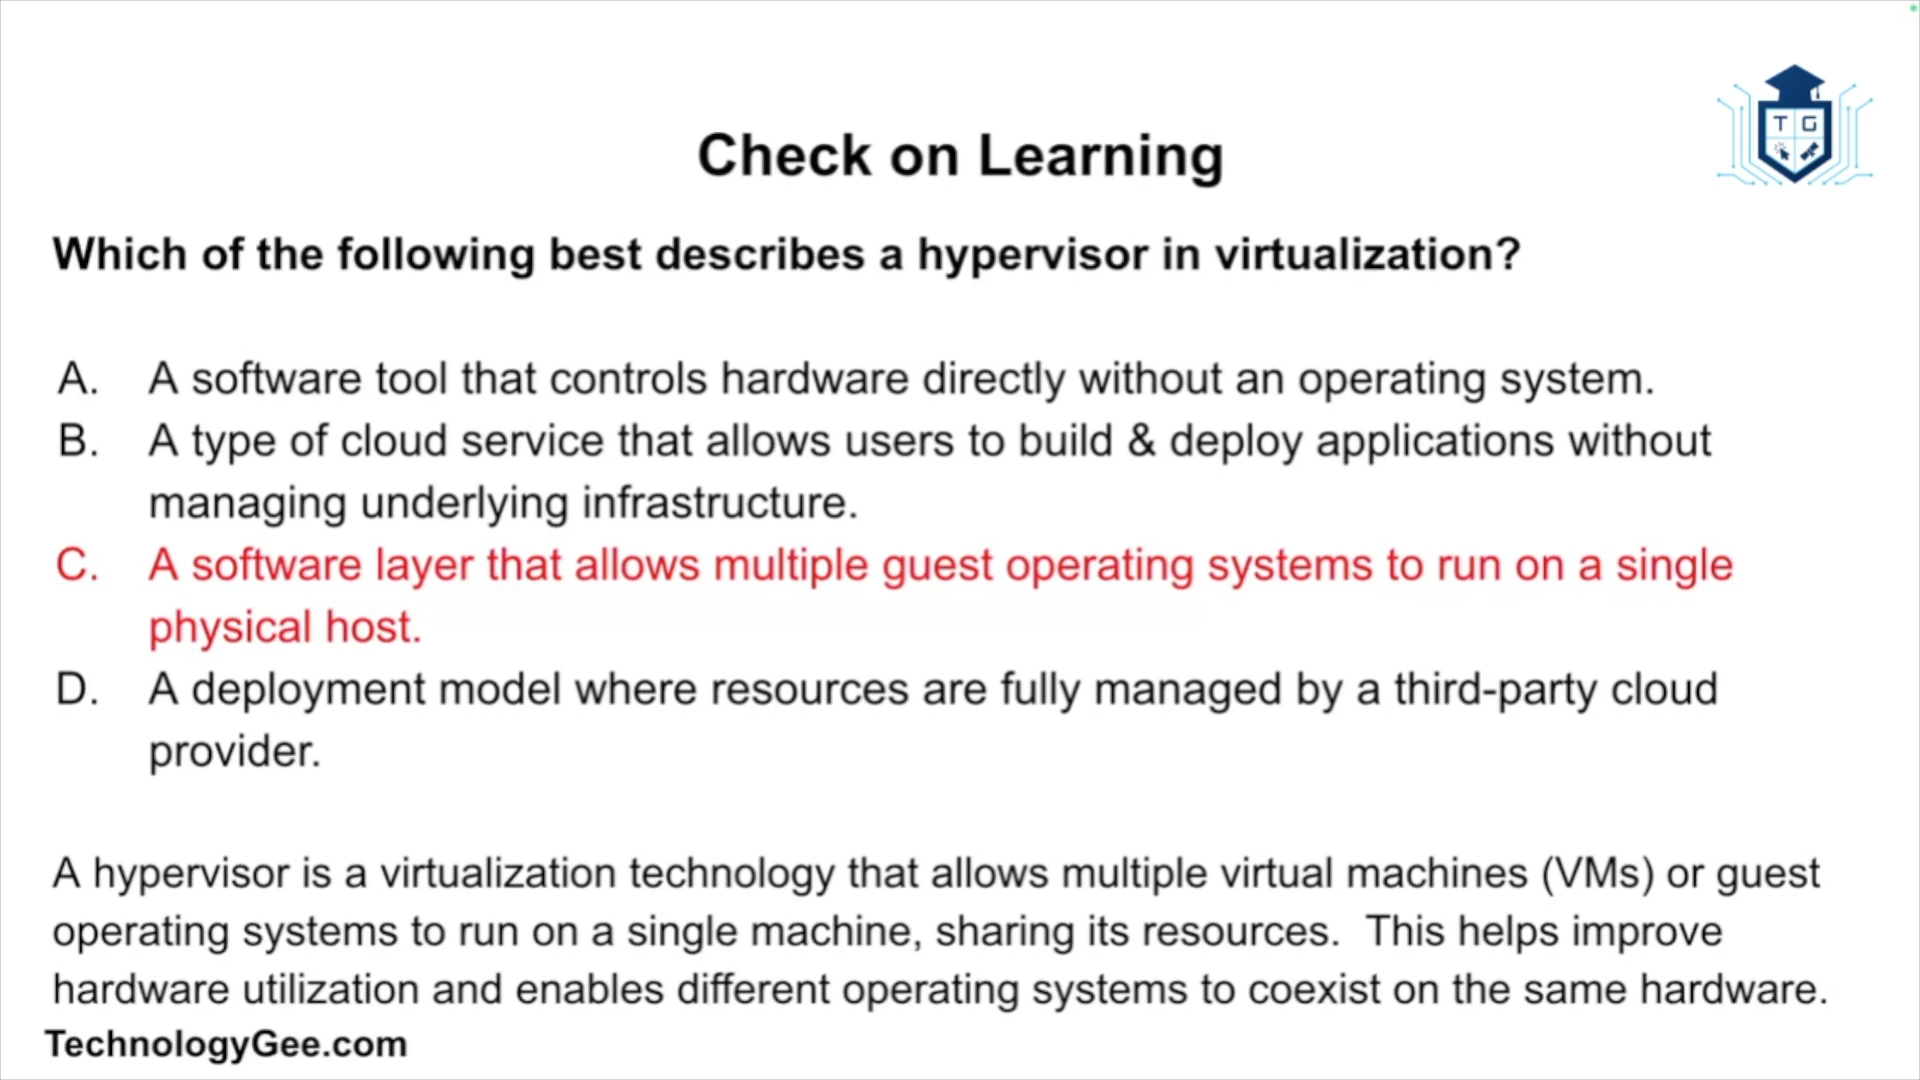 T G
Check on Learning
Which of the following best describes a hypervisor in virtualization?
A. A software tool that controls hardware directly without an operating system.
B. A type of cloud service that allows users to build & deploy applications without
managing underlying infrastructure.
C. A software layer that allows multiple guest operating systems to run on a single
physical host.
D. A deployment model where resources are fully managed by a third-party cloud
provider.
A hypervisor is a virtualization technology that allows multiple virtual machines (VMs) or guest
operating systems to run on a single machine, sharing its resources. This helps improve
hardware utilization and enables different operating systems to coexist on the same hardware.
TechnologyGee.com